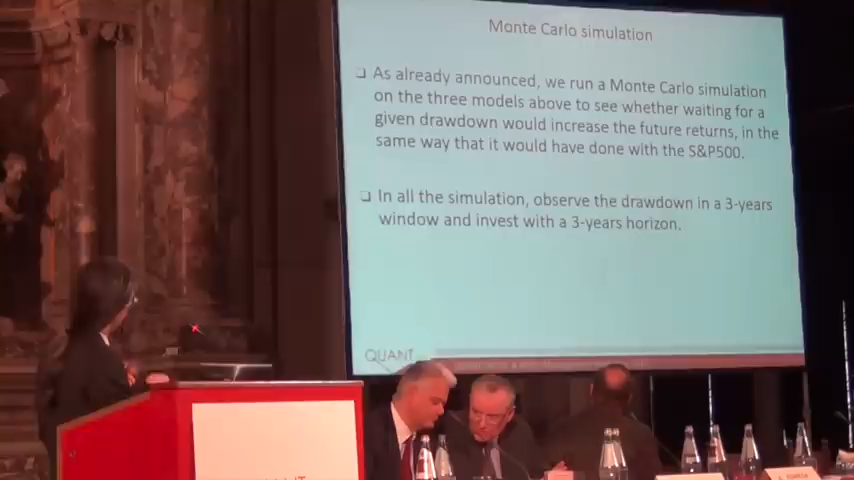 Monte Carlo simulation
❑ As already announced, we run a Monte Carlo simulation
on the three models above to see whether waiting for a
given drawdown would increase the future returns, in the
same way that it would have done with the S&P500.
❑ In all the simulation, observe the drawdown in a 3-years
window and invest with a 3-years horizon.
QUANT